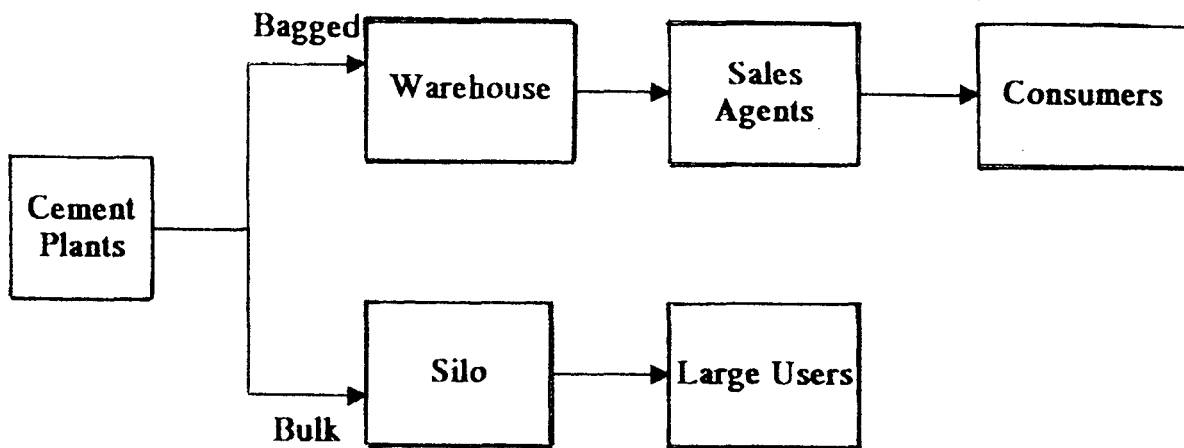 Bagged
Warehouse
Sales
Agents
Consumers
Cement
Plants
Silo
Large Users
Bulk